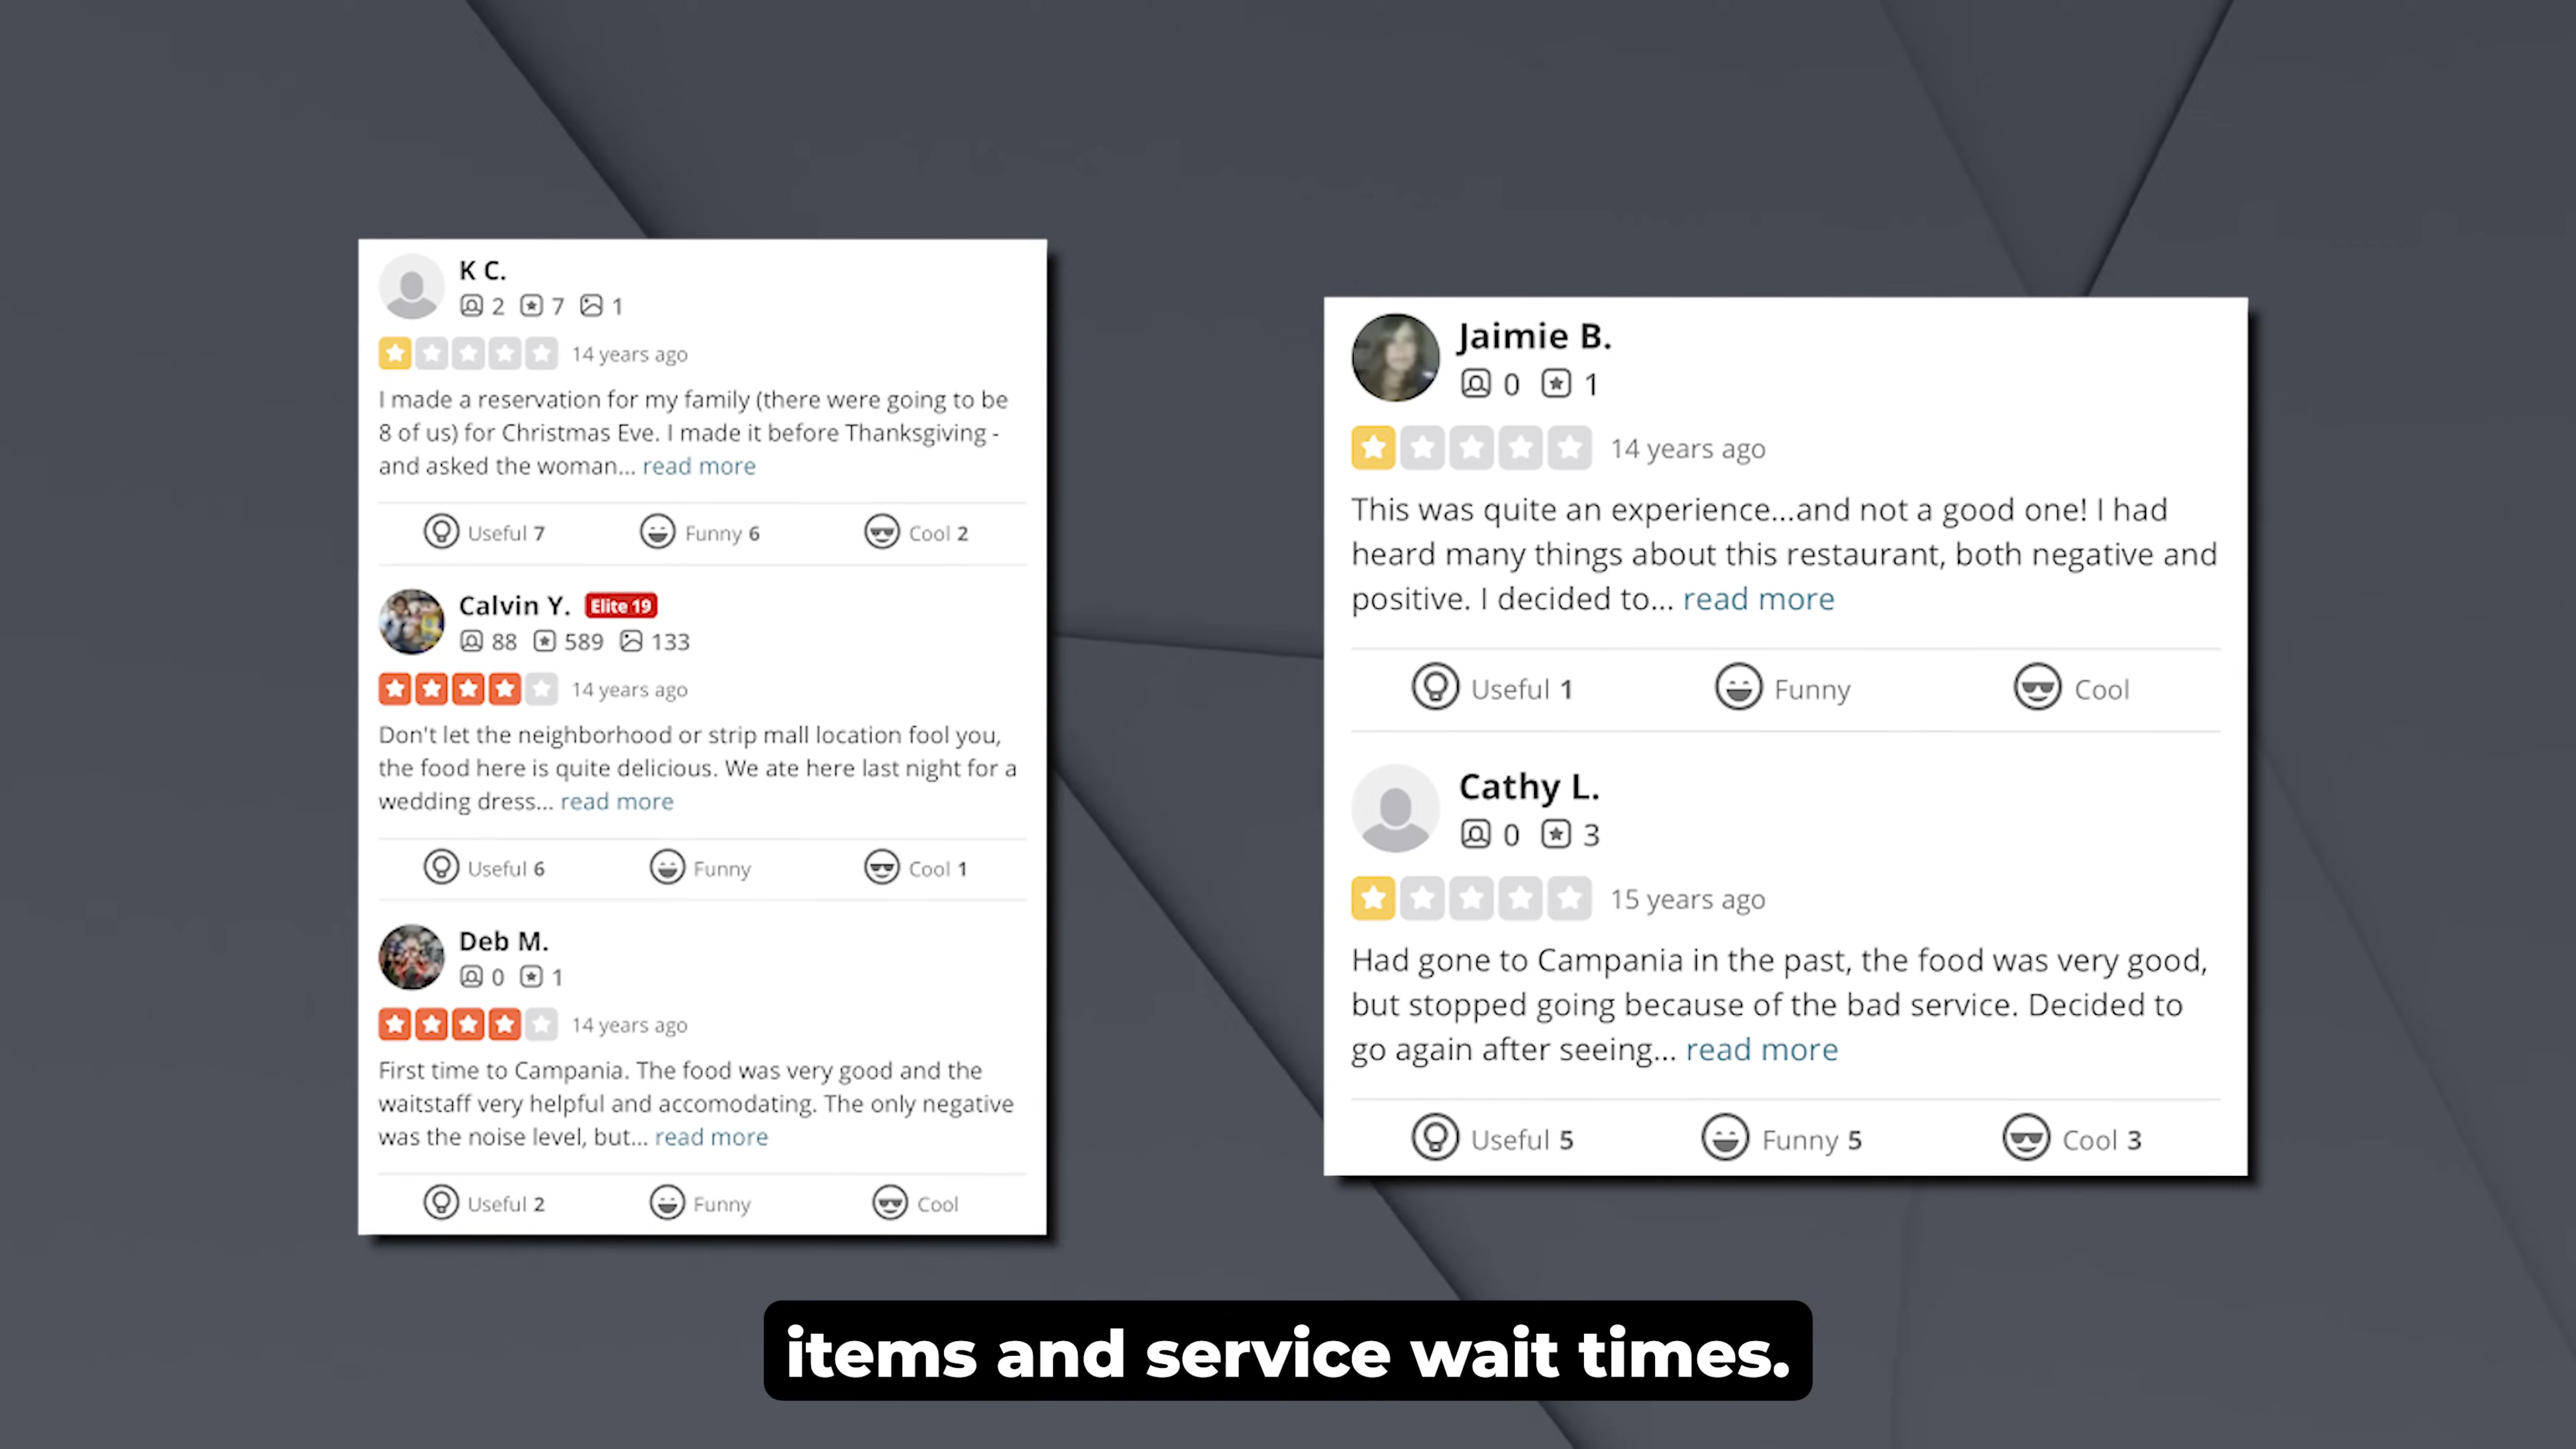 K C.
2 7 1
14 years ago
I made a reservation for my family (there were going to be
8 of us) for Christmas Eve. I made it before Thanksgiving -
and asked the woman... read more
Useful 7 Funny 6 Cool 2
Calvin Y. Elite 19
88 589 133
14 years ago
Don't let the neighborhood or strip mall location fool you,
the food here is quite delicious. We ate here last night for a
wedding dress... read more
Useful 6 Funny Cool 1
Deb M.
0 1
14 years ago
First time to Campania. The food was very good and the
waitstaff very helpful and accomodating. The only negative
was the noise level, but... read more
Useful 2 Funny Cool
Jaimie B.
0 1
14 years ago
This was quite an experience...and not a good one! I had
heard many things about this restaurant, both negative and
positive. I decided to... read more
Useful 1 Funny Cool
Cathy L.
0 3
15 years ago
Had gone to Campania in the past, the food was very good,
but stopped going because of the bad service. Decided to
go again after seeing... read more
Useful 5 Funny 5 Cool 3
items and service wait times.